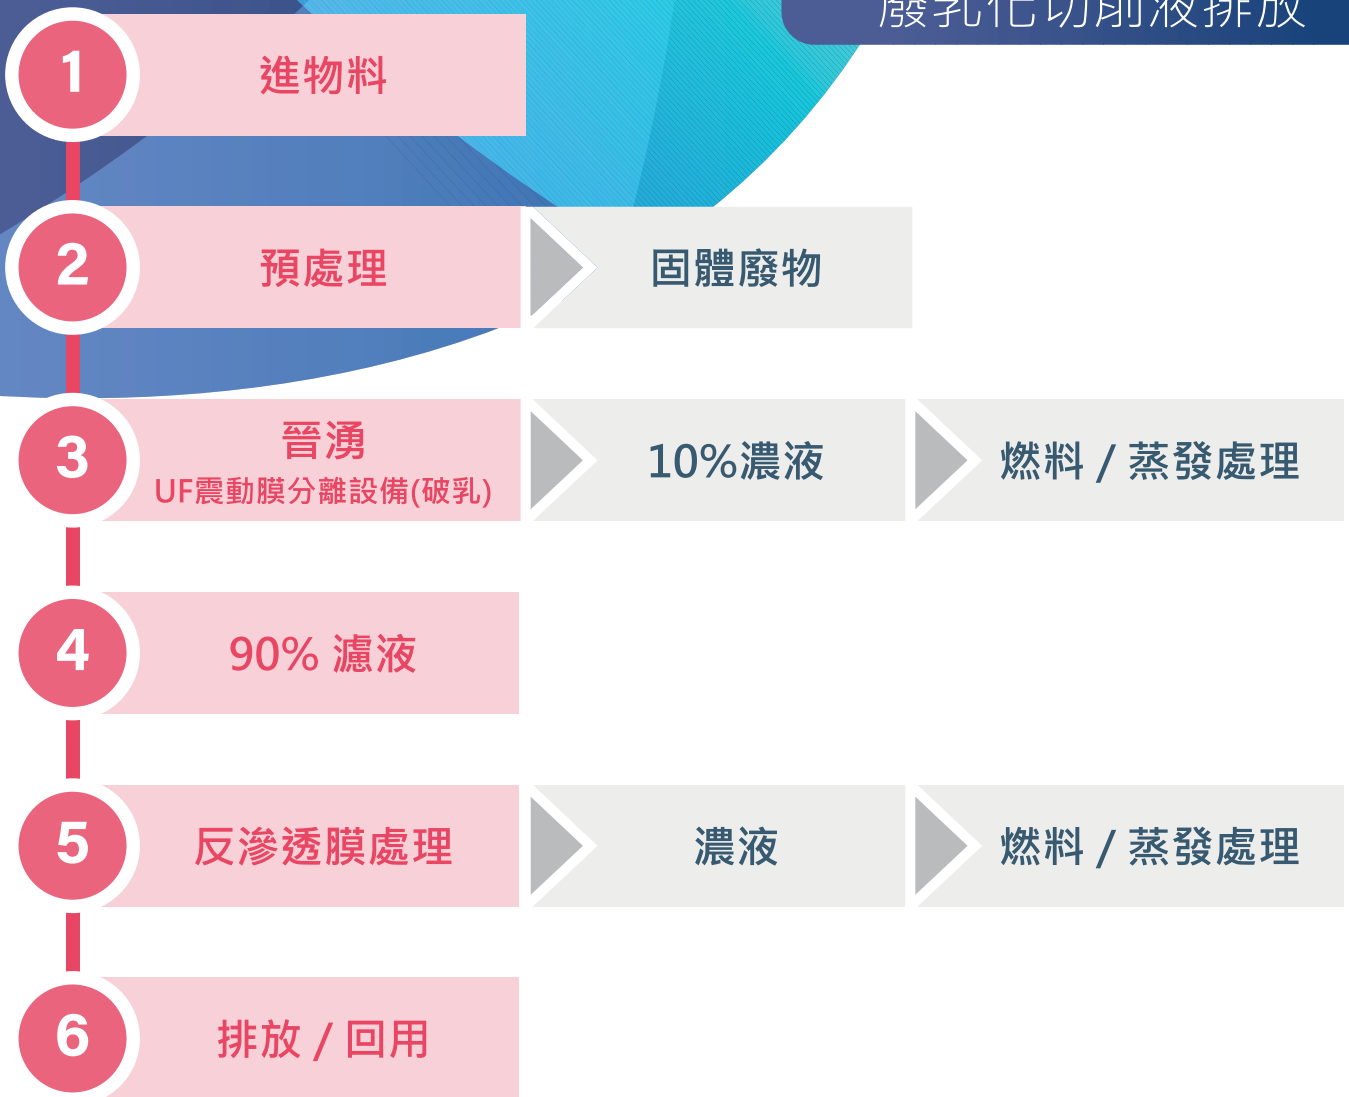 廢乳化切削液排放
1
進物料
2
預處理
固體廢物
3
晉湧
UF震動膜分離設備(破乳)
10%濃液
燃料 / 蒸發處理
4
90% 濾液
5
反滲透膜處理
濃液
燃料 / 蒸發處理
6
排放 / 回用